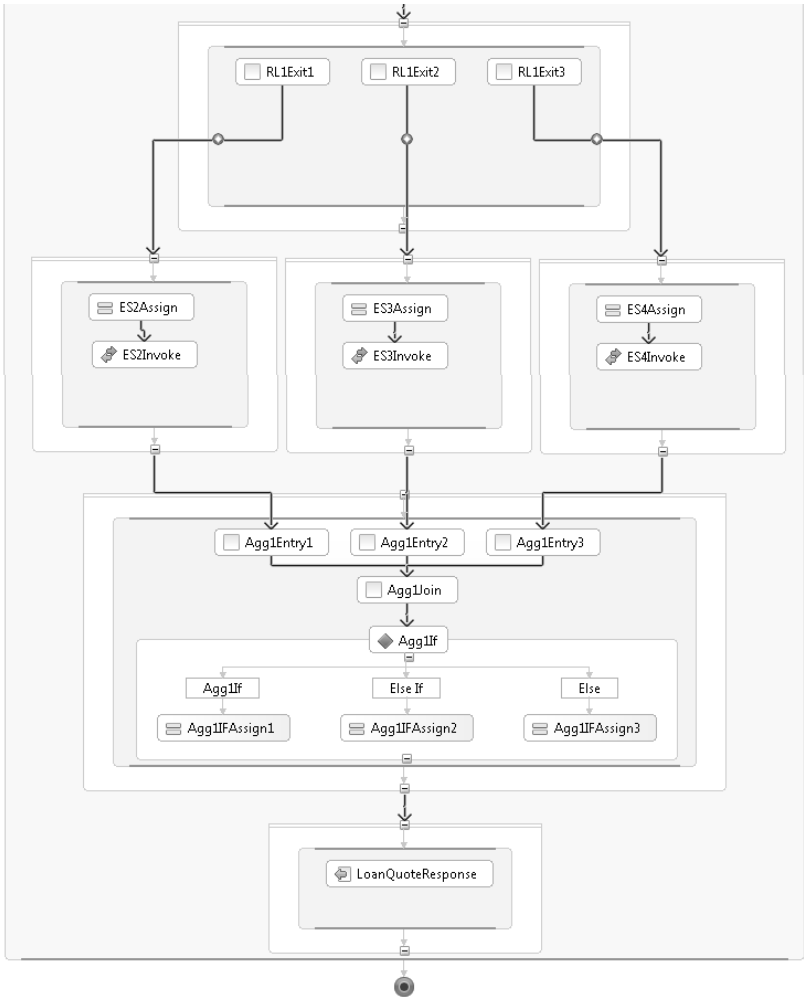 RL1Exit1
RL1Exit2
RL1Exit3
ES2Assign
ES3Assign
ES4Assign
ES2Invoke
ES3Invoke
ES4Invoke
Agg1Entry1
Agg1Entry2
Agg1Entry3
Agg1Join
Agg1If
Agg1If
Else If
Else
Agg1IFAssign1
Agg1IFAssign2
Agg1IFAssign3
LoanQuoteResponse